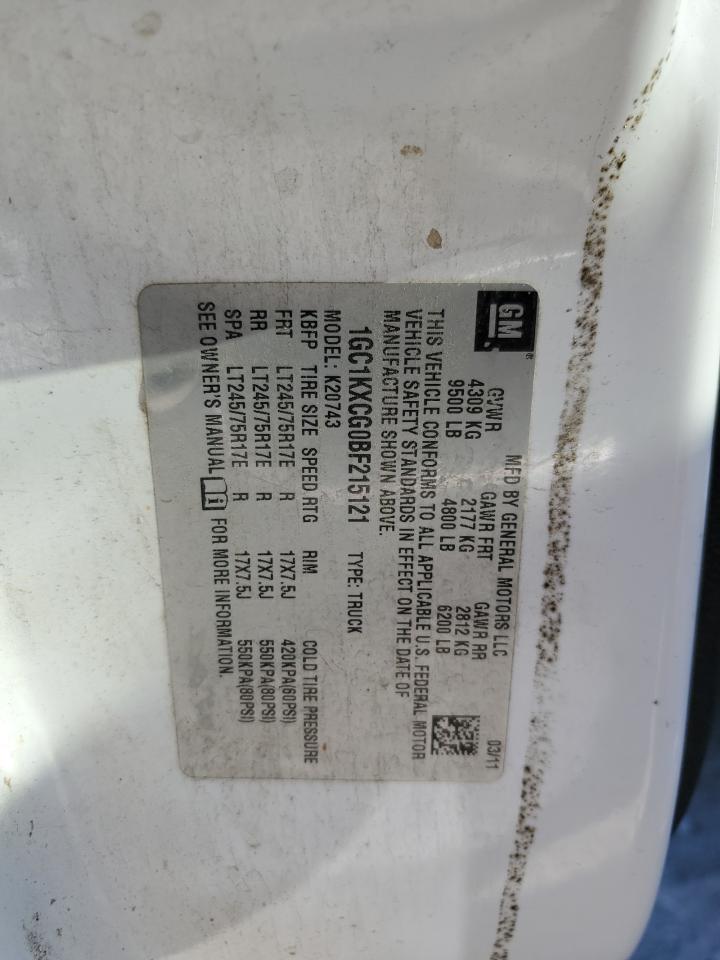 GM ®
MFD BY GENERAL MOTORS LLC 03/11
GVWR GAWR FRT GAWR RR
4309 KG 2177 KG 2812 KG
9500 LB 4800 LB 6200 LB
THIS VEHICLE CONFORMS TO ALL APPLICABLE U.S. FEDERAL MOTOR
VEHICLE SAFETY STANDARDS IN EFFECT ON THE DATE OF
MANUFACTURE SHOWN ABOVE.
1GC1KXCG0BF215121 TYPE: TRUCK
MODEL: K20743
KBFP TIRE SIZE SPEED RTG RIM COLD TIRE PRESSURE
FRT LT245/75R17E R 17X7.5J 420KPA(60PSI)
RR LT245/75R17E R 17X7.5J 550KPA(80PSI)
SPA LT245/75R17E R 17X7.5J 550KPA(80PSI)
SEE OWNER'S MANUAL i FOR MORE INFORMATION.